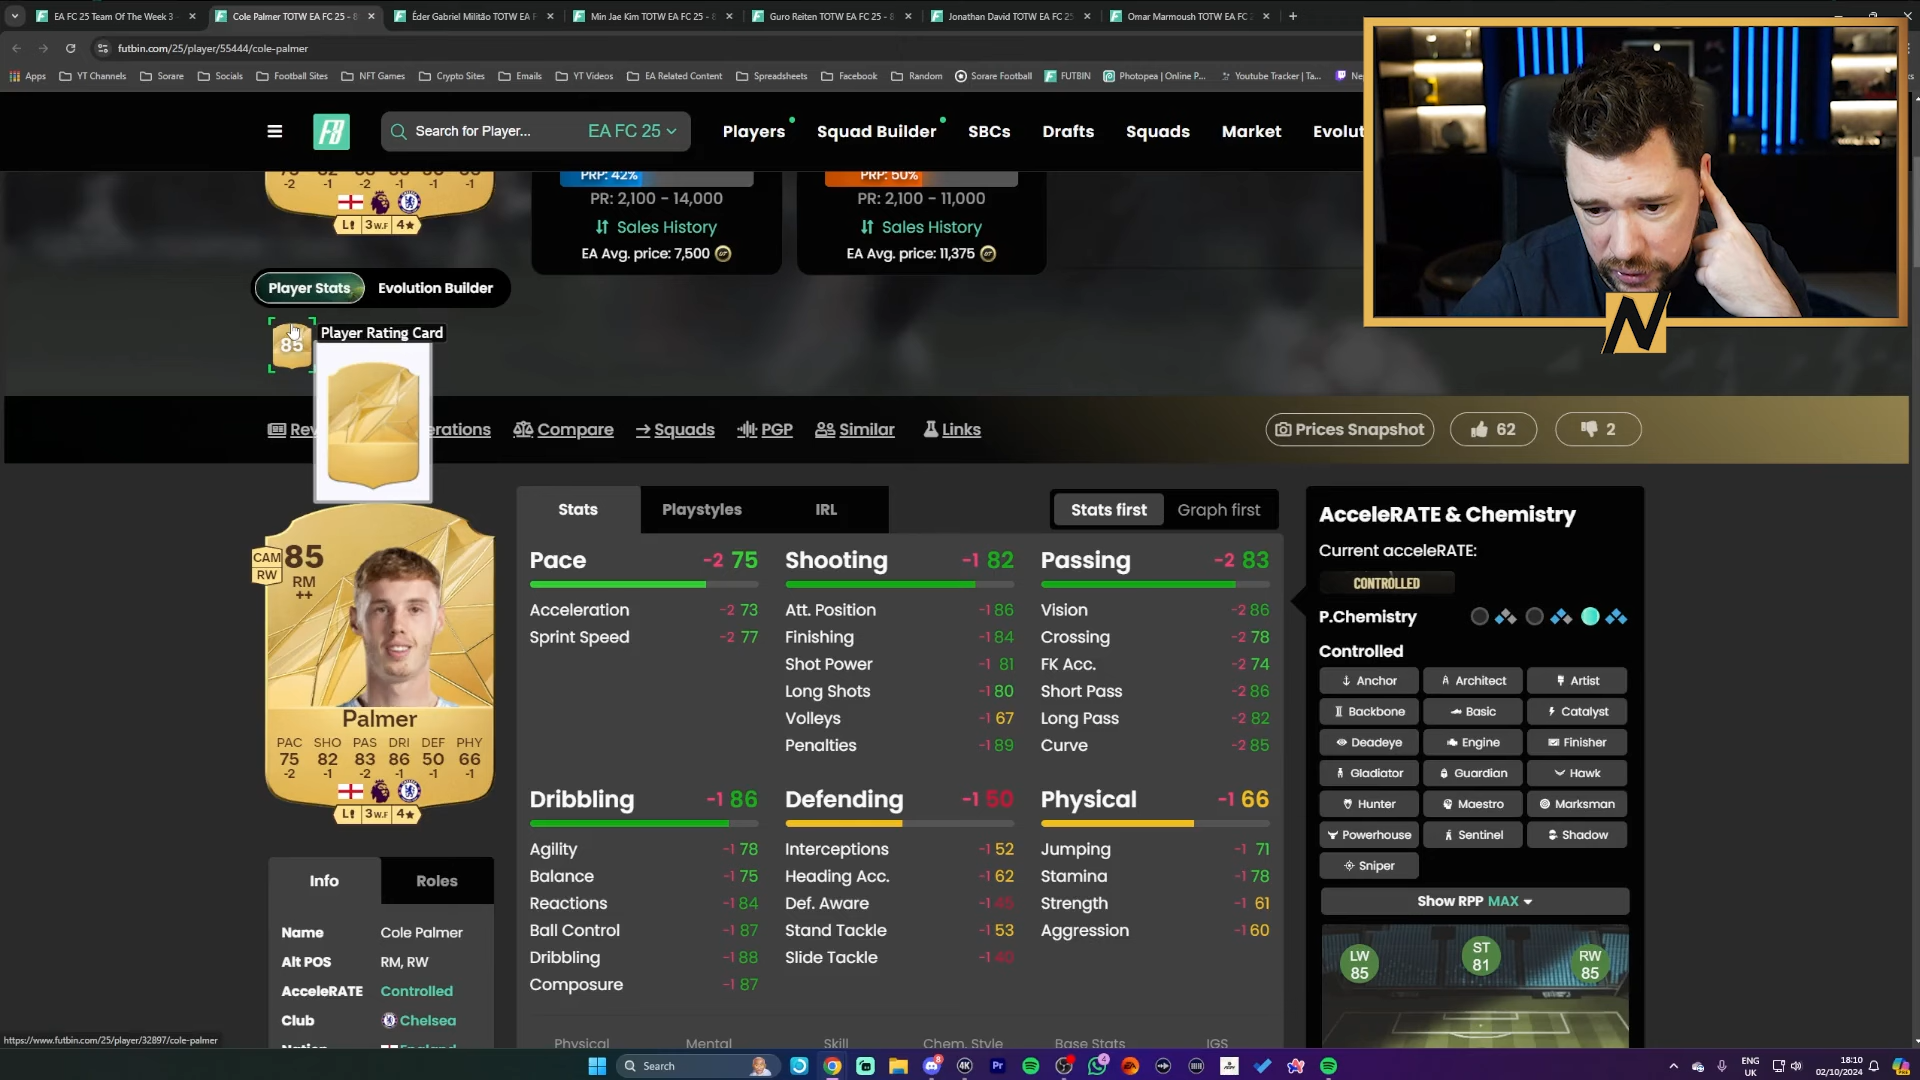 EA FC 25 Team Of The Week 3
Cole Palmer TOTW EA FC 25 - 8
Éder Gabriel Militão TOTW EA F
Min Jae Kim TOTW EA FC 25 - 8
Guro Reiten TOTW EA FC 25 - 8
Jonathan David TOTW EA FC 25
Omar Marmoush TOTW EA FC 2
futbin.com/25/player/55444/cole-palmer
Apps YT Channels Sorare Socials Football Sites NFT Games Crypto Sites Emails YT Videos EA Related Content Spreadsheets Facebook Random Sorare Football FUTBIN Photopea | Online P... Youtube Tracker | Ta...
Search for Player... EA FC 25
Players Squad Builder SBCs Drafts Squads Market Evolut
-2 -1 -1 -1
L! 3 W.F 4★
PRP: 42%
PR: 2,100 - 14,000
Sales History
EA Avg. price: 7,500
PRP: 50%
PR: 2,100 - 11,000
Sales History
EA Avg. price: 11,375
N
Player Stats Evolution Builder
85
Player Rating Card
Rev erations Compare Squads PGP Similar Links
Prices Snapshot 62 2
CAM
RW
85
RM
++
Palmer
PAC SHO PAS DRI DEF PHY
75 82 83 86 50 66
-2 -1 -2 -1 -1 -1
L! 3 W.F 4★
Stats Playstyles IRL
Stats first Graph first
Pace -2 75
Acceleration -2 73
Sprint Speed -2 77
Shooting -1 82
Att. Position -1 86
Finishing -1 84
Shot Power -1 81
Long Shots -1 80
Volleys -1 67
Penalties -1 89
Passing -2 83
Vision -2 86
Crossing -2 78
FK Acc. -2 74
Short Pass -2 86
Long Pass -2 82
Curve -2 85
Dribbling -1 86
Agility -1 78
Balance -1 75
Reactions -1 84
Ball Control -1 87
Dribbling -1 88
Composure -1 87
Defending -1 50
Interceptions -1 52
Heading Acc. -1 62
Def. Aware -1 45
Stand Tackle -1 53
Slide Tackle -1 40
Physical -1 66
Jumping -1 71
Stamina -1 78
Strength -1 61
Aggression -1 60
Physical Mental Skill Chem. Style Base Stats IGS
AcceleRATE & Chemistry
Current acceleRATE:
CONTROLLED
P.Chemistry
Controlled
Anchor Architect Artist
Backbone Basic Catalyst
Deadeye Engine Finisher
Gladiator Guardian Hawk
Hunter Maestro Marksman
Powerhouse Sentinel Shadow
Sniper
Show RPP MAX
LW
85
ST
81
RW
85
Info Roles
Name Cole Palmer
Alt POS RM, RW
AcceleRATE Controlled
Club Chelsea
https://www.futbin.com/25/player/32897/cole-palmer
Search
ENG
UK
18:10
02/10/2024